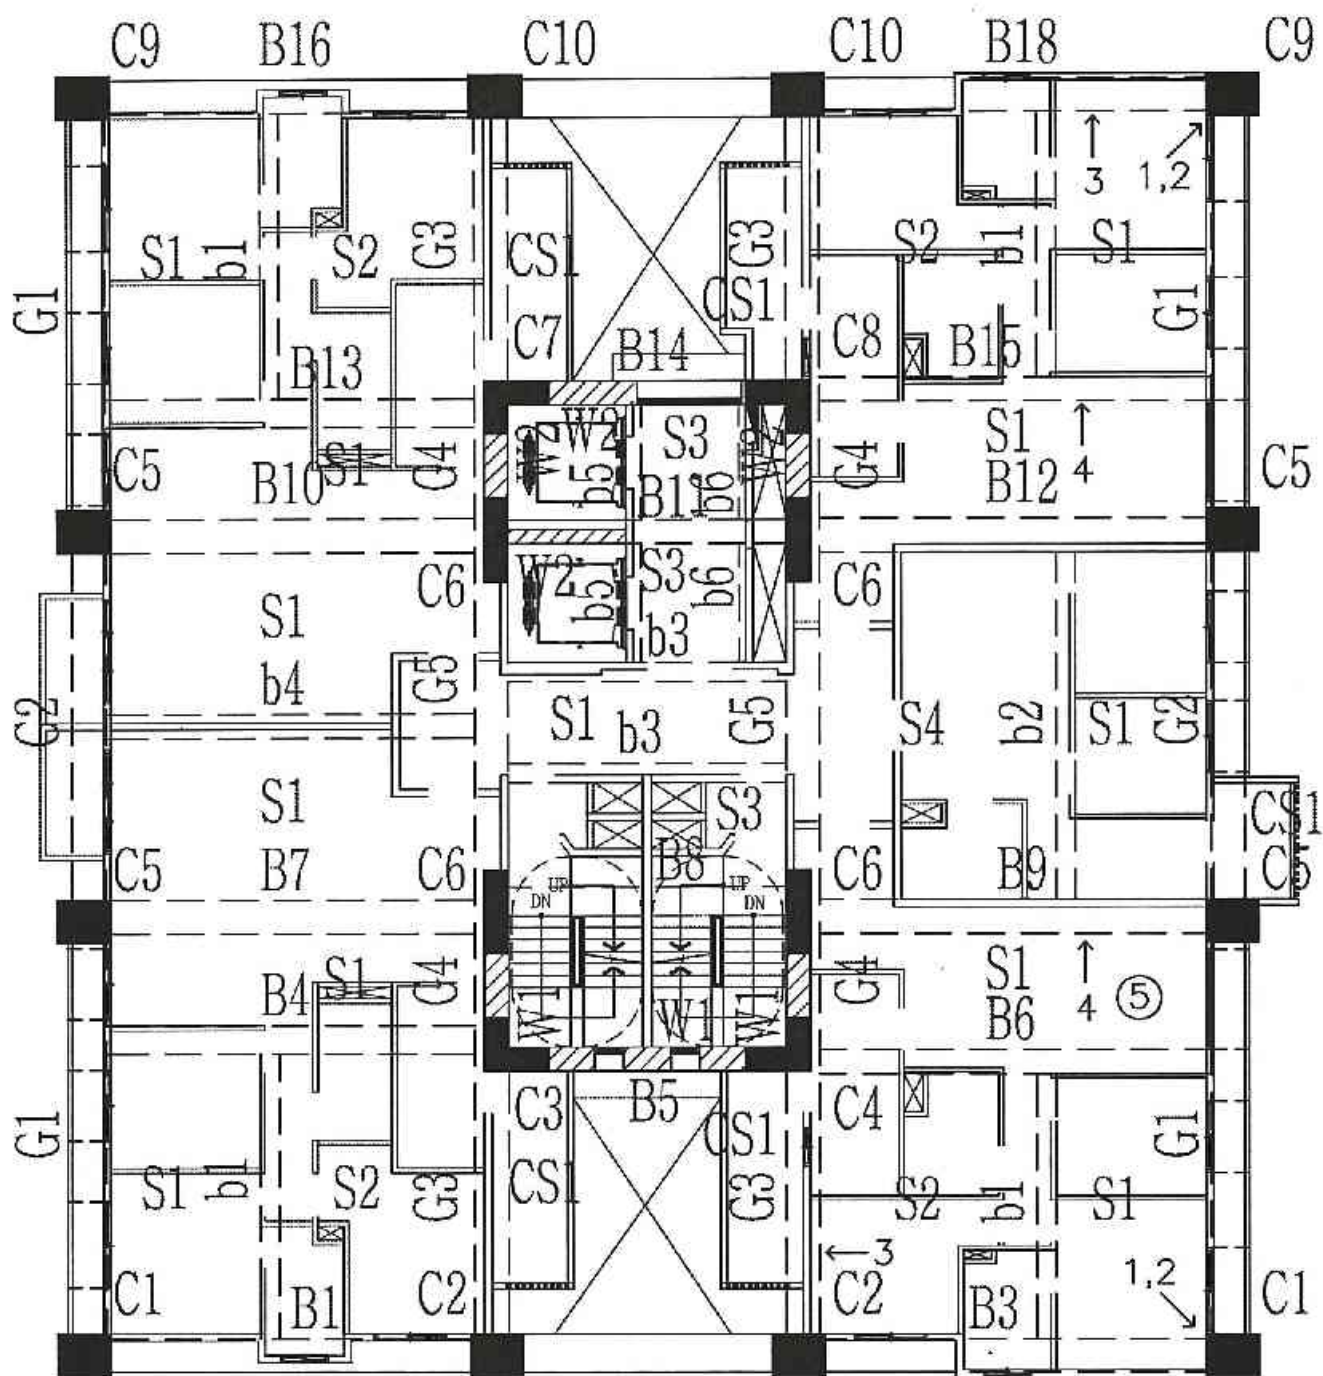 C9 B16 C10 C10 B18 C9
3 1,2
S1 b1 S2 G3 CS1 G3 CS1 S2 b1 S1
G1 C7 B14 C8 B15 G1
B13
W2 W2 S3 W2 S1
C5 B10 S1 G4 b5 B11 b6 G4 B12 4 C5
C6 W2 b5 S3 b6 C6
S1 b3
b4 G5
G2 S1 b3 G5 S4 b2 S1 G2
S1 S3 CS1
C5 B7 C6 B8 C6 B9 C5
UP UP
DN DN
B4 S1 G4 G4 S1 4 5
W1 W1 W1 B6
G1 C3 B5 CS1 C4 G1
S1 b1 S2 G3 CS1 G3 S2 b1 S1
3 1,2
C1 B1 C2 C2 B3 C1